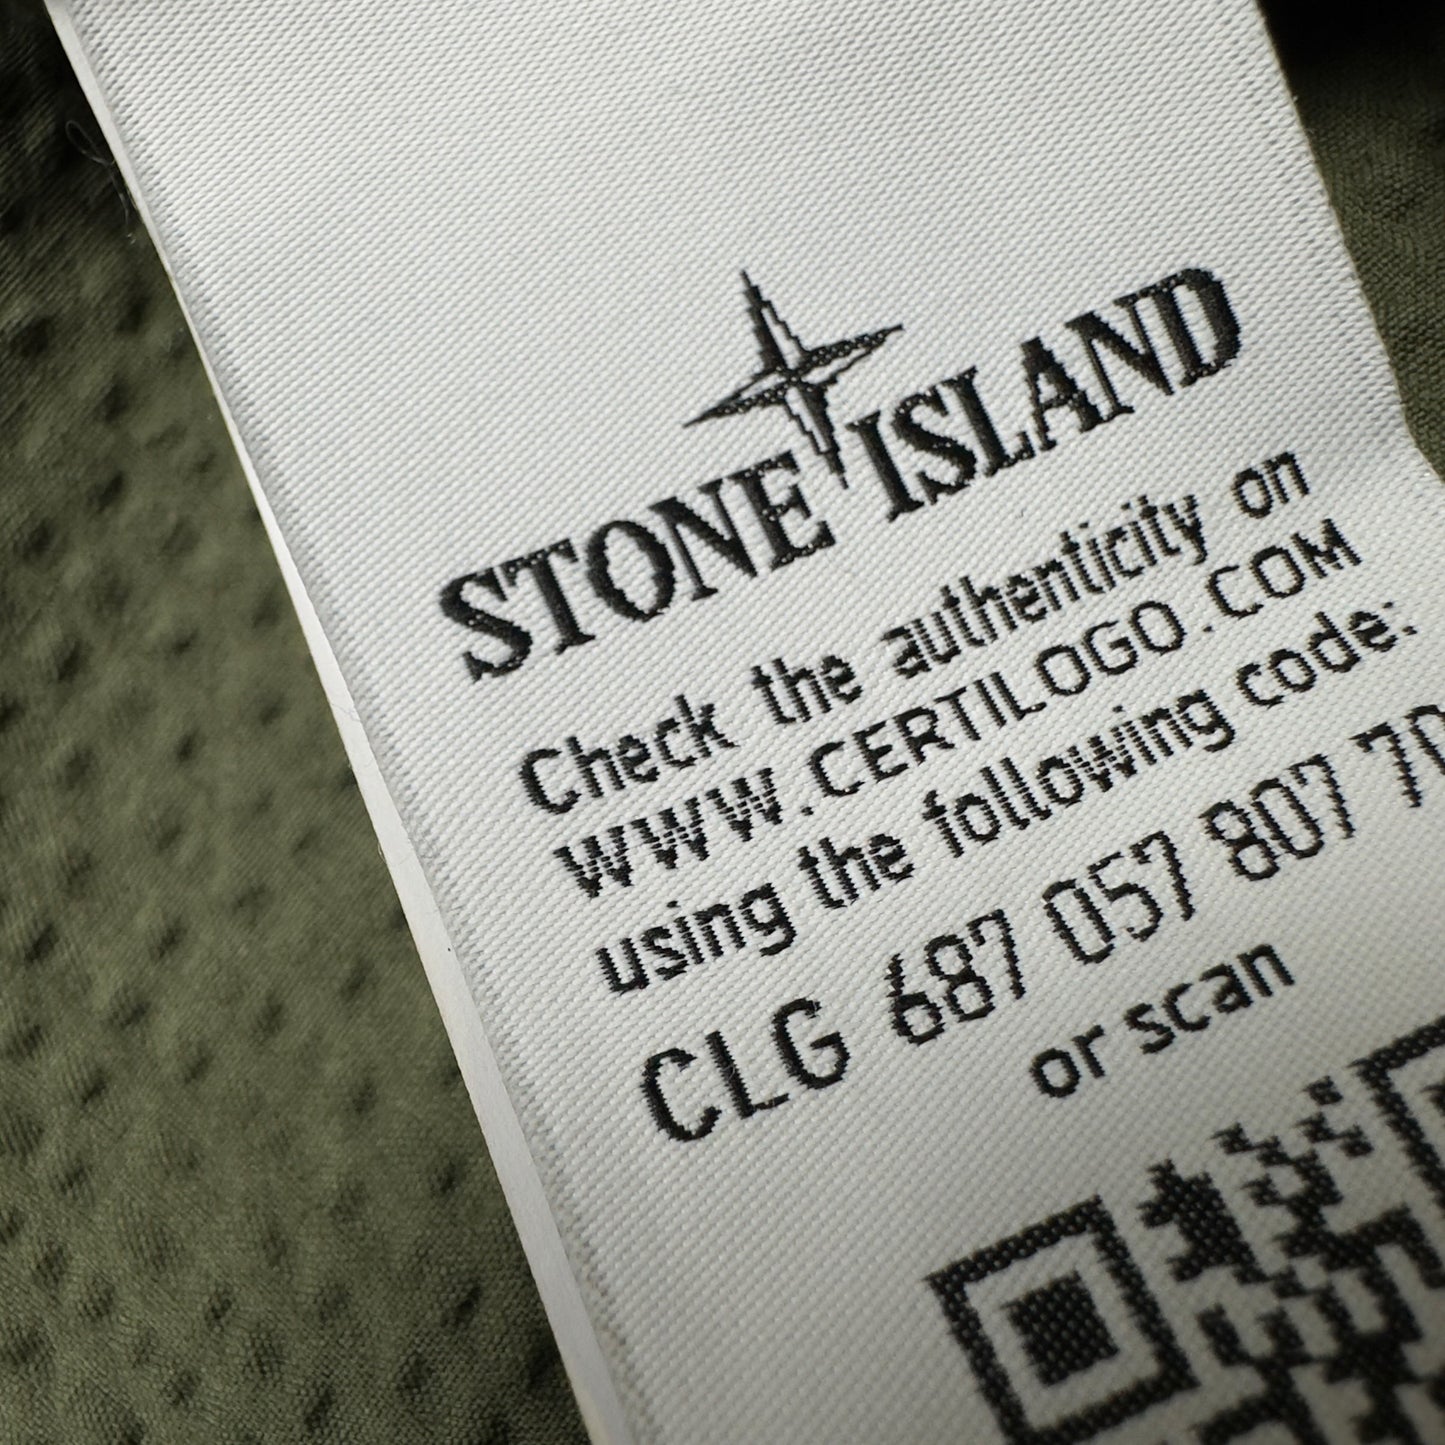 STONE ISLAND
Check the authenticity on
WWW.CERTILOGO.COM
using the following code:
CLG 687 057 807 70
or scan